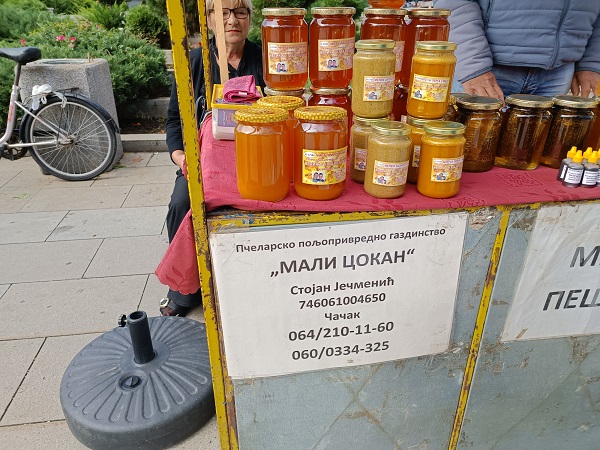 Пчеларско пољопривредно газдинство
„МАЛИ ЦОКАН“
Стојан Јечменић
746061004650
Чачак
064/210-11-60
060/0334-325
М
ПЕШ